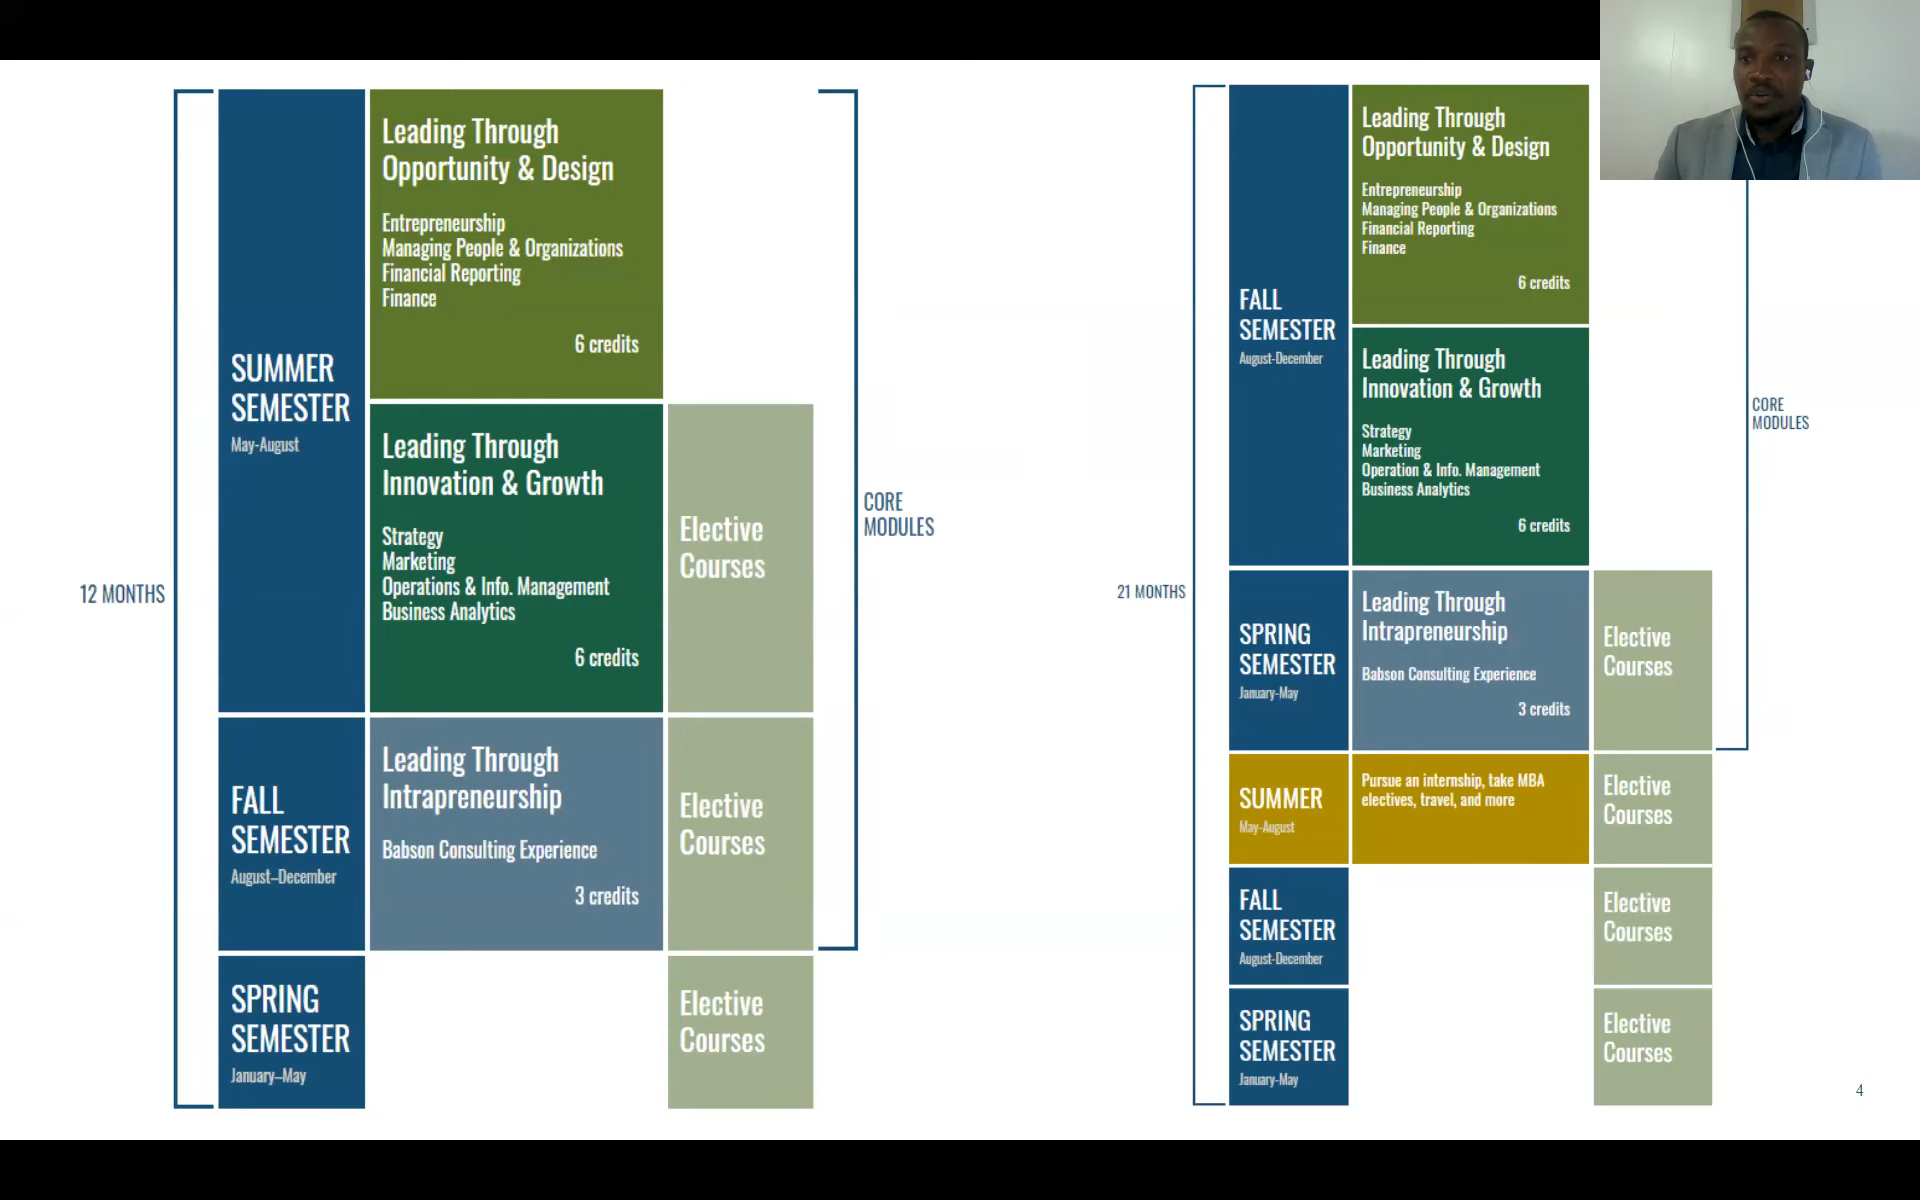 12 MONTHS
SUMMER
SEMESTER
May-August
Leading Through
Opportunity & Design
Entrepreneurship
Managing People & Organizations
Financial Reporting
Finance
6 credits
Leading Through
Innovation & Growth
Strategy
Marketing
Operations & Info. Management
Business Analytics
6 credits
Elective
Courses
CORE
MODULES
FALL
SEMESTER
August–December
Leading Through
Intrapreneurship
Babson Consulting Experience
3 credits
Elective
Courses
SPRING
SEMESTER
January–May
Elective
Courses
21 MONTHS
FALL
SEMESTER
August-December
Leading Through
Opportunity & Design
Entrepreneurship
Managing People & Organizations
Financial Reporting
Finance
6 credits
Leading Through
Innovation & Growth
Strategy
Marketing
Operation & Info. Management
Business Analytics
6 credits
CORE
MODULES
SPRING
SEMESTER
January-May
Leading Through
Intrapreneurship
Babson Consulting Experience
3 credits
Elective
Courses
SUMMER
May-August
Pursue an internship, take MBA
electives, travel, and more
Elective
Courses
FALL
SEMESTER
August-December
Elective
Courses
SPRING
SEMESTER
January-May
Elective
Courses
4